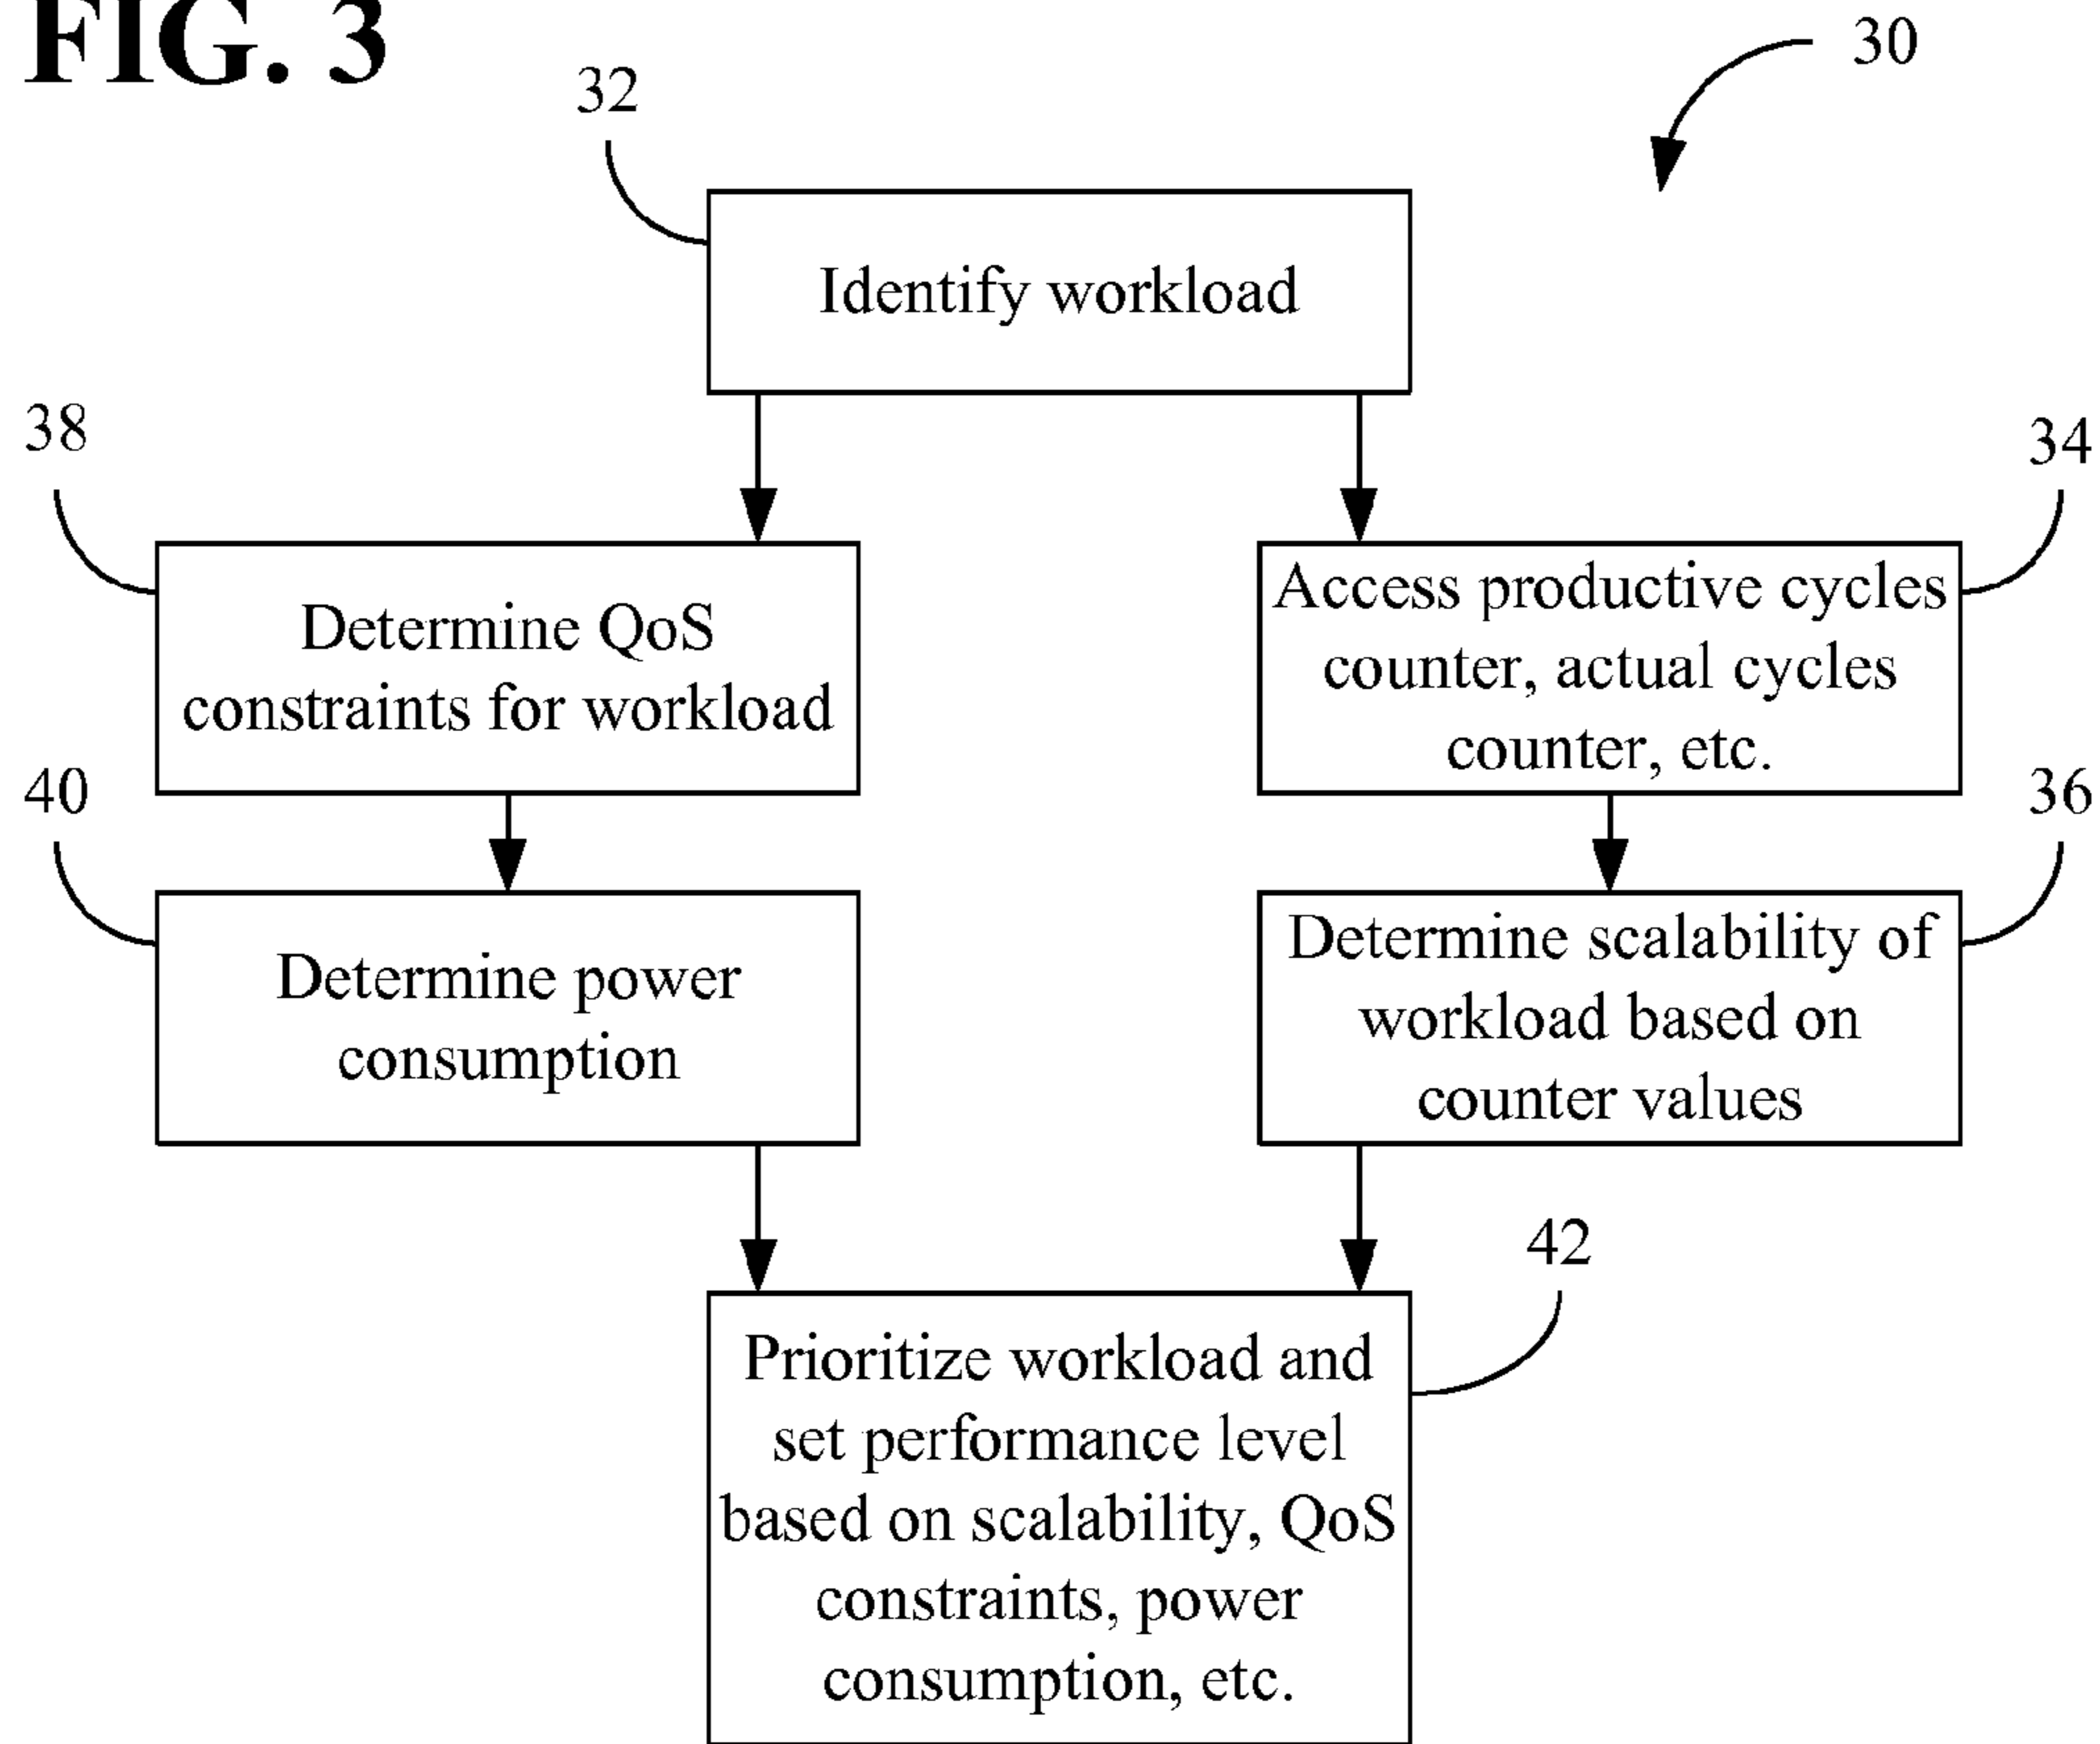 FIG. 3
30
32
Identify workload
38
34
Determine QoS
constraints for workload
Access productive cycles
counter, actual cycles
counter, etc.
40
36
Determine power
consumption
Determine scalability of
workload based on
counter values
42
Prioritize workload and
set performance level
based on scalability, QoS
constraints, power
consumption, etc.